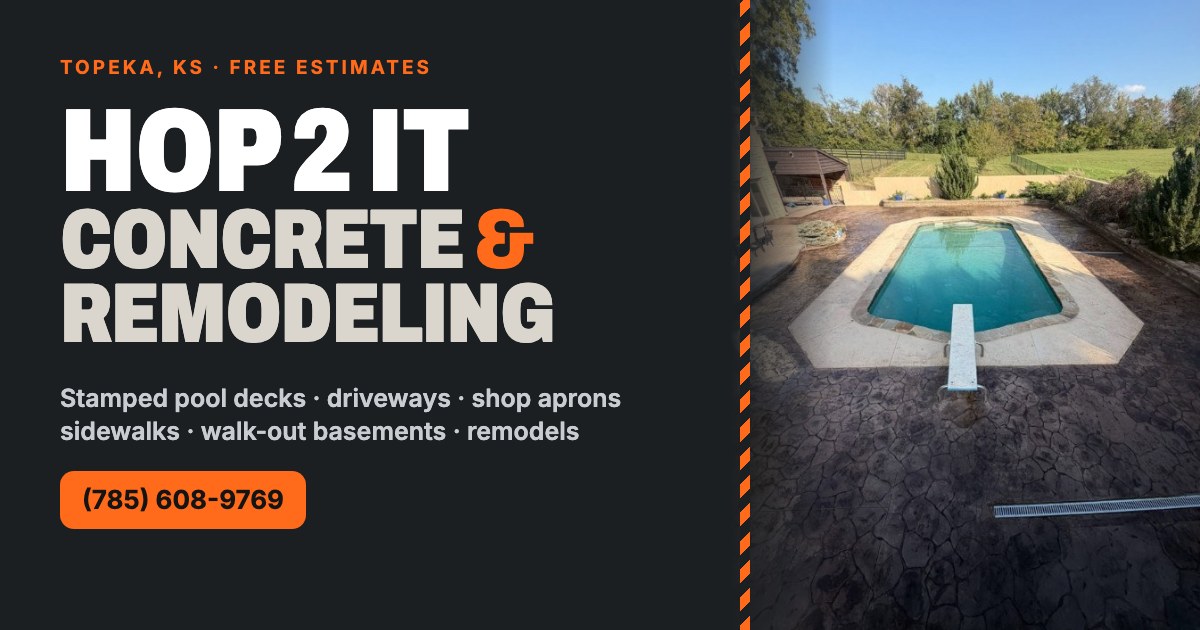 TOPEKA, KS · FREE ESTIMATES
HOP 2 IT
CONCRETE &
REMODELING
Stamped pool decks · driveways · shop aprons
sidewalks · walk-out basements · remodels
(785) 608-9769